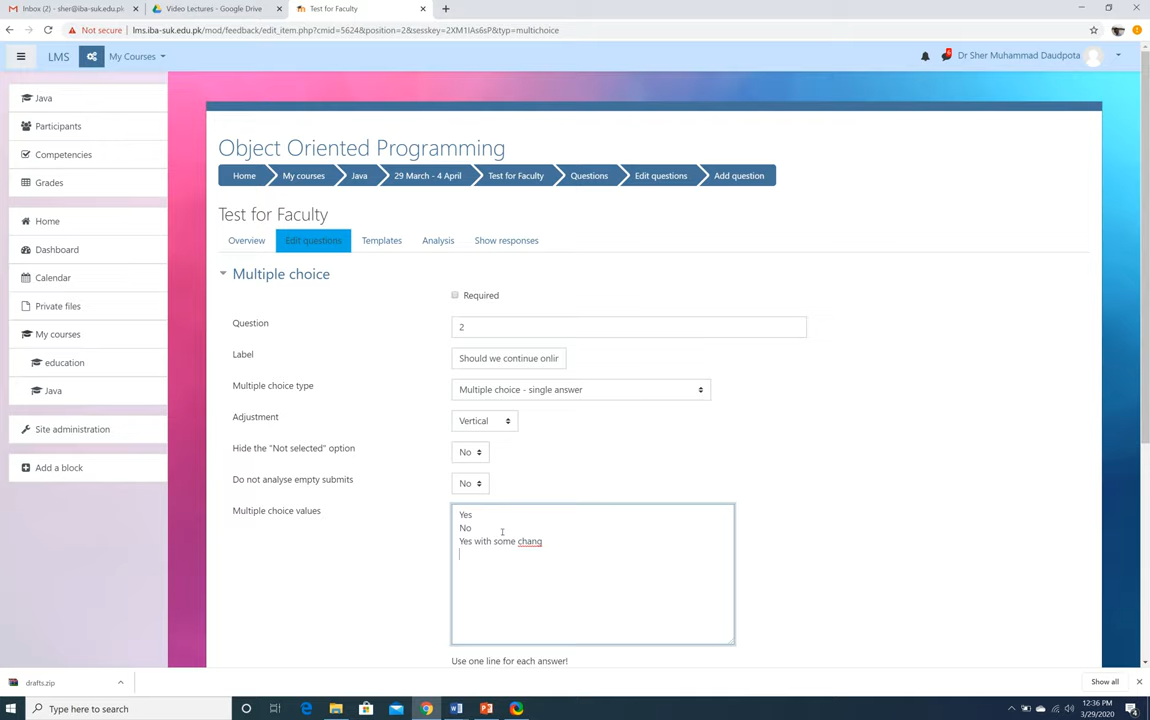 Inbox (2) - sher@iba-suk.edu.p
Video Lectures - Google Drive
Test for Faculty
Not secure
lms.iba-suk.edu.pk/mod/feedback/edit_item.php?cmid=5624&position=2&sesskey=2XM1IAs6sP&typ=multichoice
LMS
My Courses
6
Dr Sher Muhammad Daudpota
Java
Participants
Competencies
Grades
Home
Dashboard
Calendar
Private files
My courses
education
Java
Site administration
Add a block
Object Oriented Programming
Home
My courses
Java
29 March - 4 April
Test for Faculty
Questions
Edit questions
Add question
Test for Faculty
Overview
Edit questions
Templates
Analysis
Show responses
Multiple choice
Required
Question
2
Label
Should we continue onlir
Multiple choice type
Multiple choice - single answer
Adjustment
Vertical
Hide the "Not selected" option
No
Do not analyse empty submits
No
Multiple choice values
Yes
No
Yes with some chang
Use one line for each answer!
drafts.zip
Show all
Type here to search
12:36 PM
3/29/2020
4